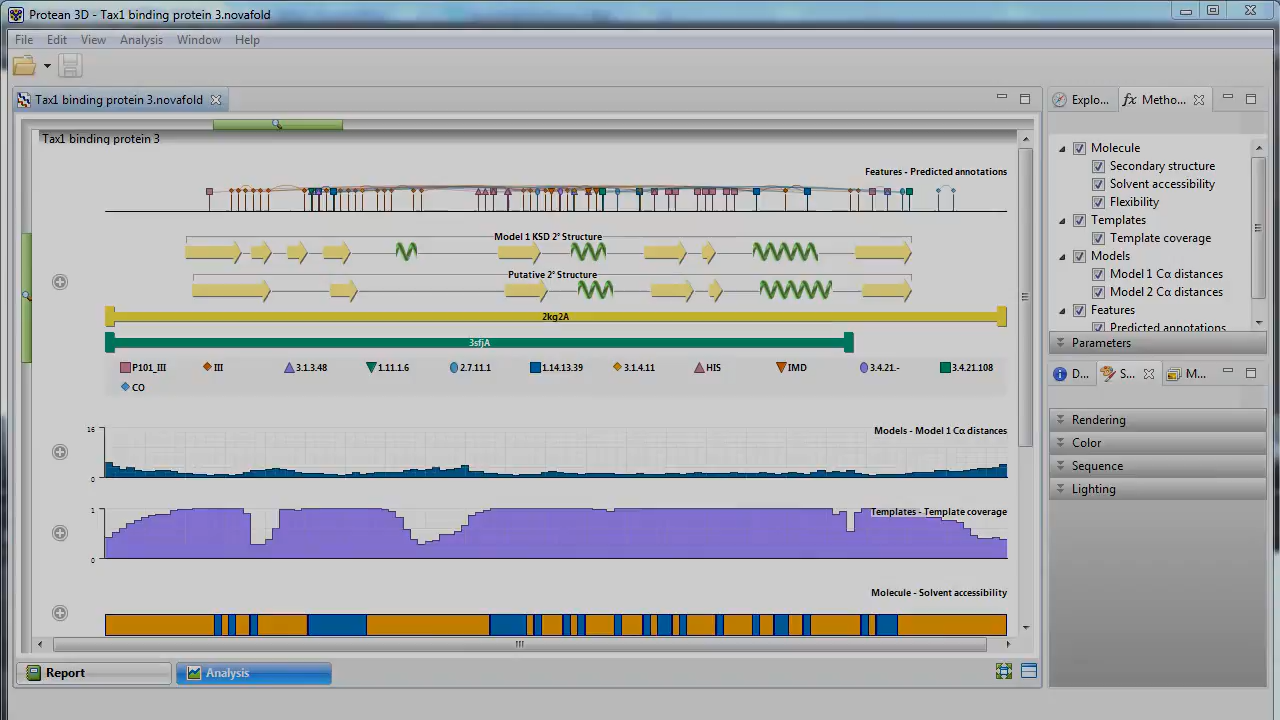 Protean 3D - Tax1 binding protein 3.novafold
File Edit View Analysis Window Help
Tax1 binding protein 3.novafold
Explo... fx Metho...
Tax1 binding protein 3
Features - Predicted annotations
Model 1 KSD 2° Structure
Putative 2° Structure
2kg2A
3sfjA
P101_III III 3.1.3.48 1.11.1.6 2.7.11.1 1.14.13.39 3.1.4.11 HIS IMD 3.4.21.- 3.4.21.108
CO
16
Models - Model 1 Cα distances
0
1
Templates - Template coverage
0
Molecule - Solvent accessibility
Report Analysis
Molecule
Secondary structure
Solvent accessibility
Flexibility
Templates
Template coverage
Models
Model 1 Cα distances
Model 2 Cα distances
Features
Predicted annotations
Parameters
D... S... M...
Rendering
Color
Sequence
Lighting